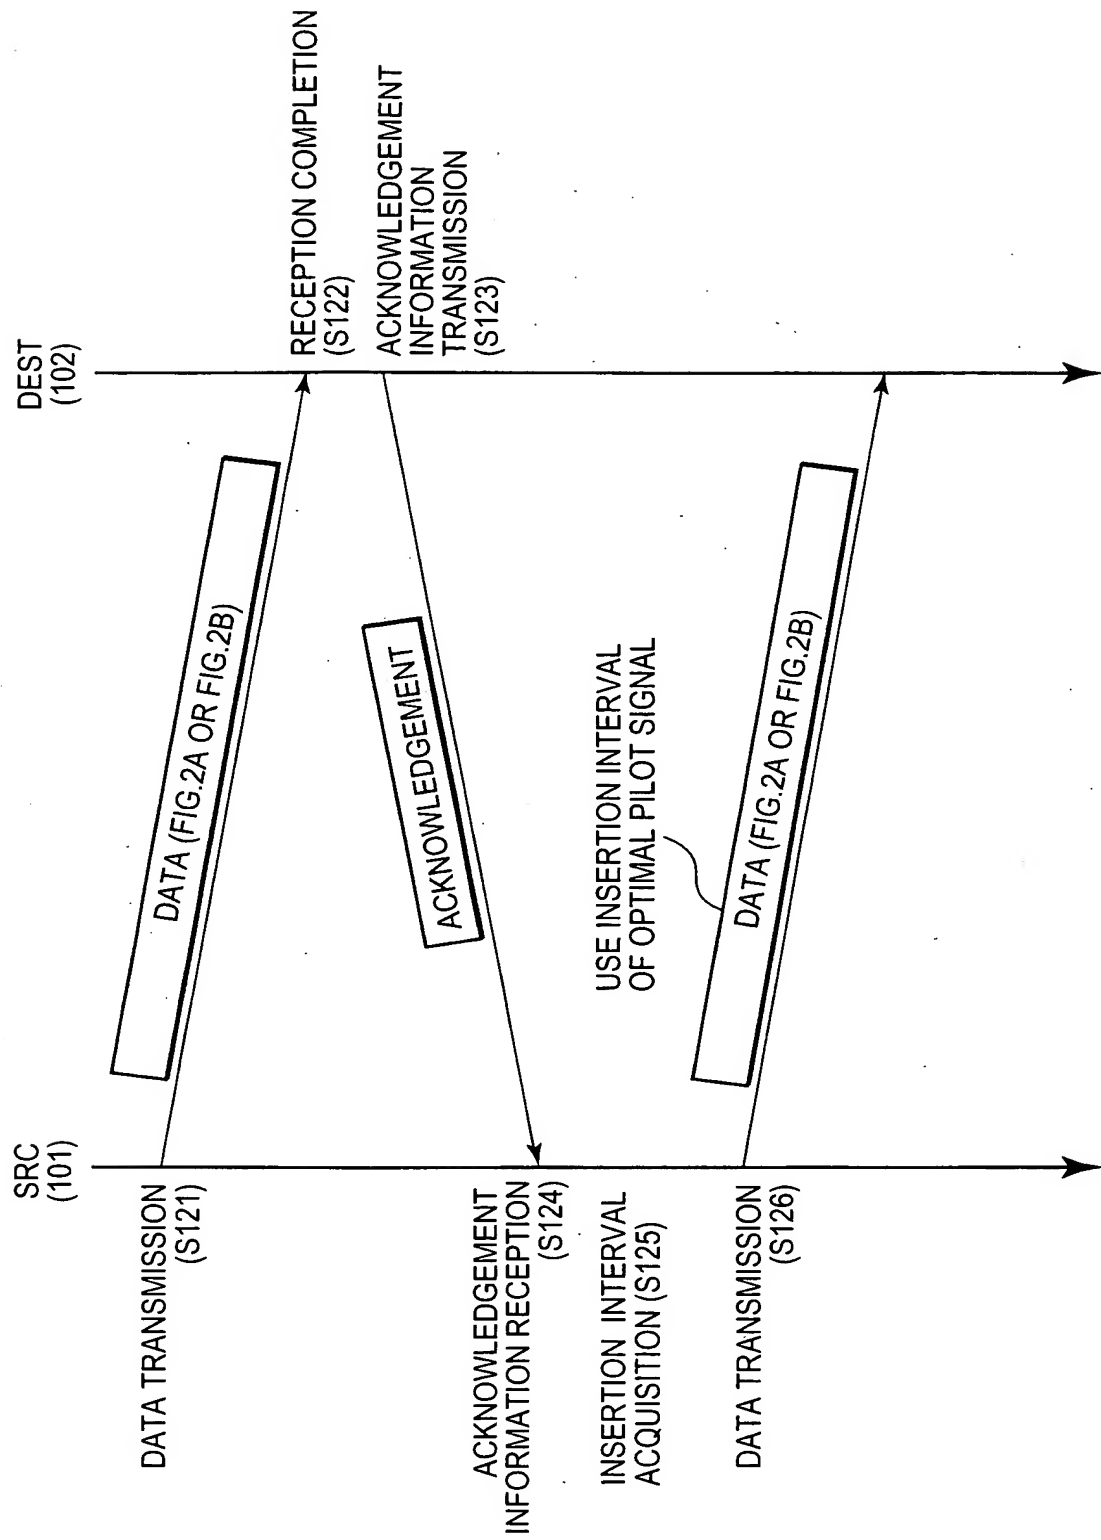 SRC
(101)
DEST
(102)
DATA TRANSMISSION
(S121)
DATA (FIG.2A OR FIG.2B)
RECEPTION COMPLETION
(S122)
ACKNOWLEDGEMENT
INFORMATION
TRANSMISSION
(S123)
ACKNOWLEDGEMENT
ACKNOWLEDGEMENT
INFORMATION RECEPTION
(S124)
INSERTION INTERVAL
ACQUISITION (S125)
USE INSERTION INTERVAL
OF OPTIMAL PILOT SIGNAL
DATA TRANSMISSION
(S126)
DATA (FIG.2A OR FIG.2B)